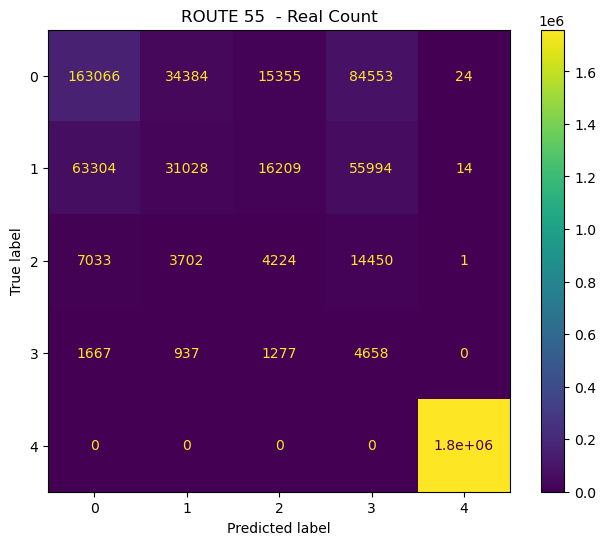 ROUTE 55 - Real Count
1e6
0 163066 34384 15355 84553 24
1 63304 31028 16209 55994 14
2 7033 3702 4224 14450 1
3 1667 937 1277 4658 0
4 0 0 0 0 1.8e+06
0 1 2 3 4
True label
Predicted label
1.6
1.4
1.2
1.0
0.8
0.6
0.4
0.2
0.0